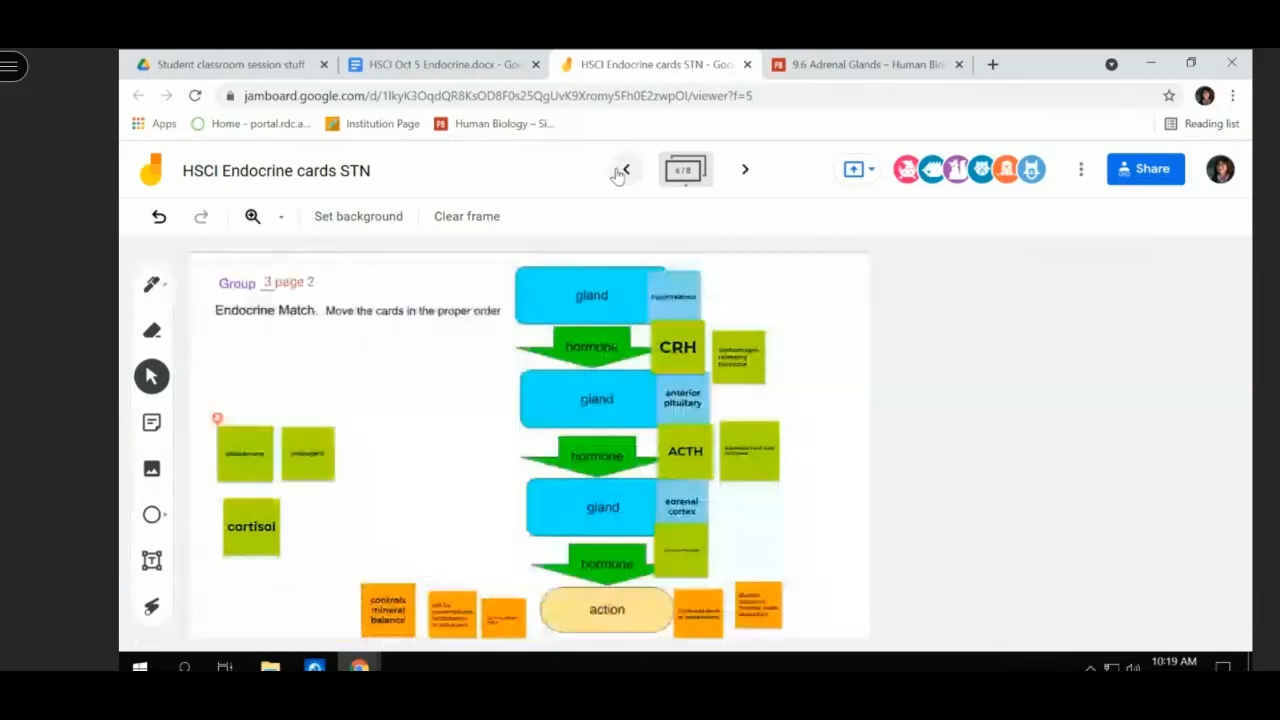 Student classroom session stuff
HSCI Oct 5 Endocrine.docx - Goo
HSCI Endocrine cards STN - Goo
9.6 Adrenal Glands – Human Bio
jamboard.google.com/d/1lkyK3OqdQR8KsOD8F0s25QgUvK9Xromy5Fh0E2zwpOI/viewer?f=5
Apps
Home - portal.rdc.a...
Institution Page
Human Biology – Si...
Reading list
HSCI Endocrine cards STN
6 / 8
Share
Set background
Clear frame
Group 3 page 2
Endocrine Match. Move the cards in the proper order
gland
hypothalamus
hormone
CRH
gland
anterior
pituitary
hormone
ACTH
gland
adrenal
cortex
hormone
aldosterone
cortisol
controls
mineral
balance
action
10:19 AM